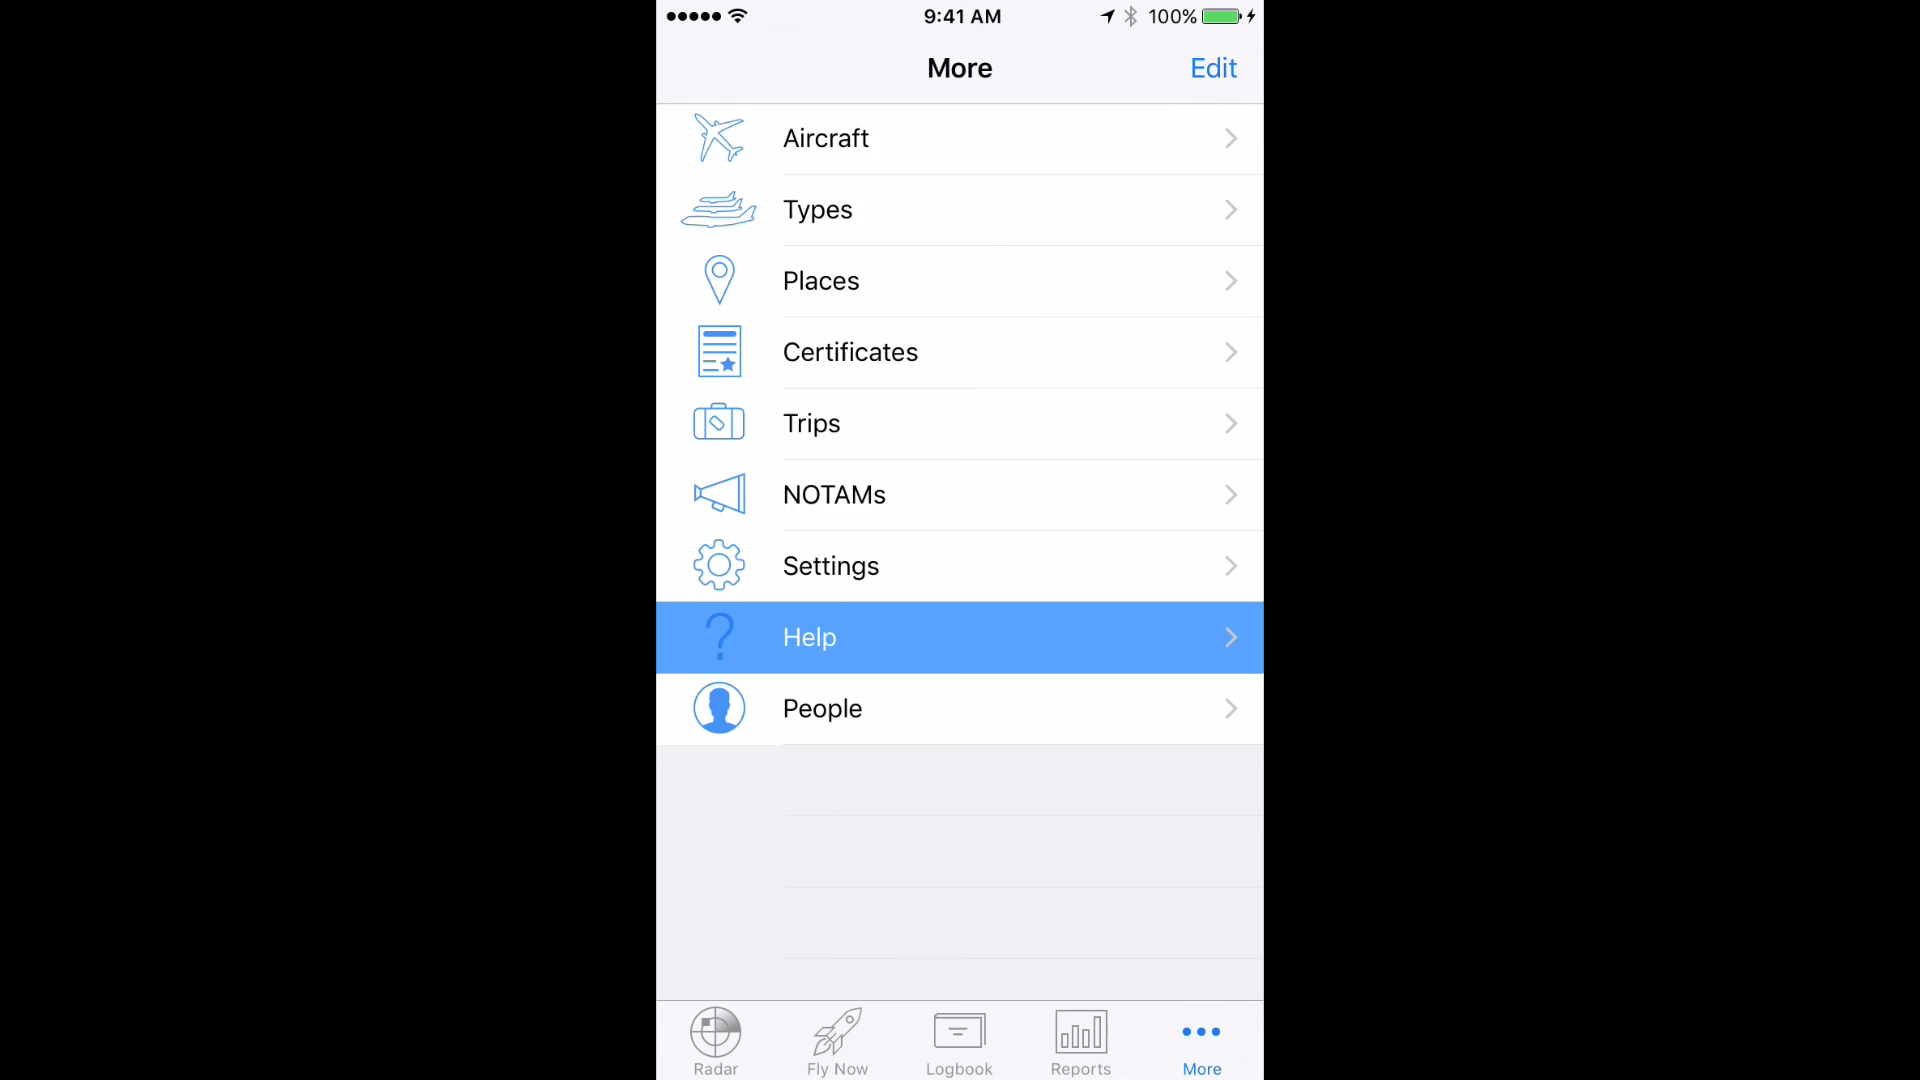 9:41 AM 100%
More Edit
Aircraft
Types
Places
Certificates
Trips
NOTAMs
Settings
? Help
People
Radar Fly Now Logbook Reports More